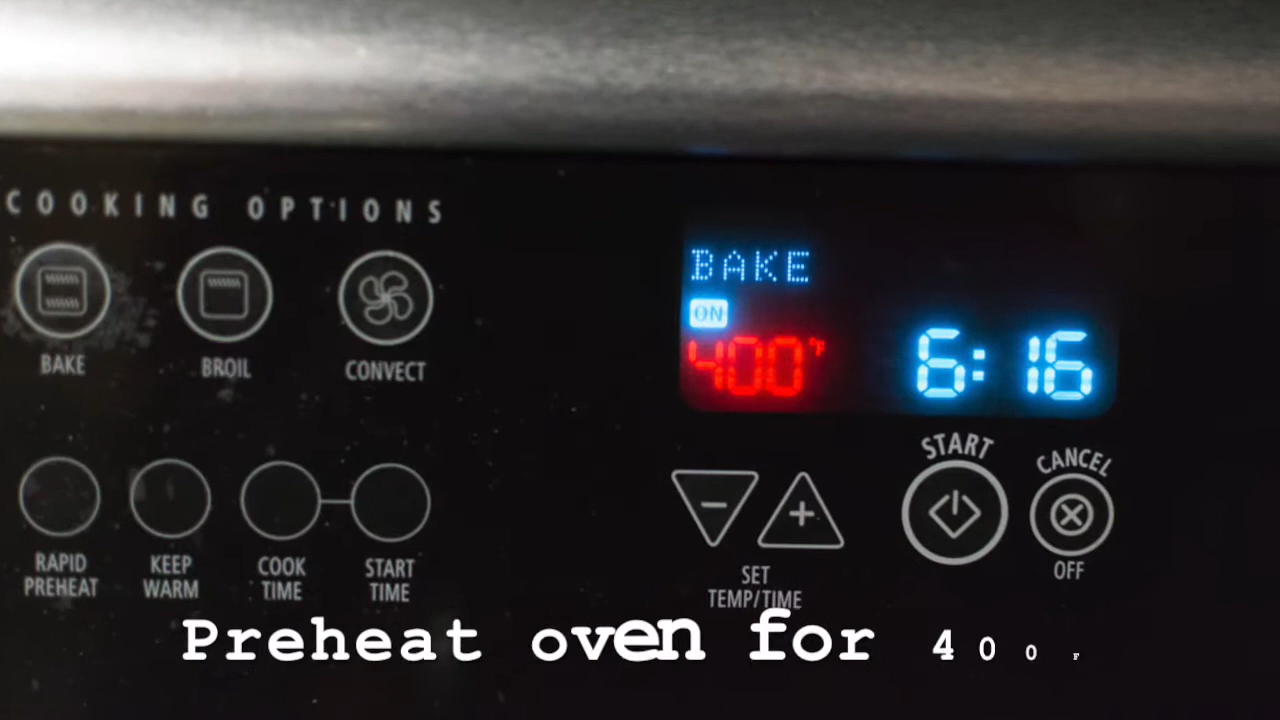 COOKING OPTIONS
BAKE
BROIL
CONVECT
RAPID
PREHEAT
KEEP
WARM
COOK
TIME
START
TIME
BAKE
ON
400°F
6:16
START
CANCEL
OFF
SET
TEMP/TIME
Preheat oven for 400F